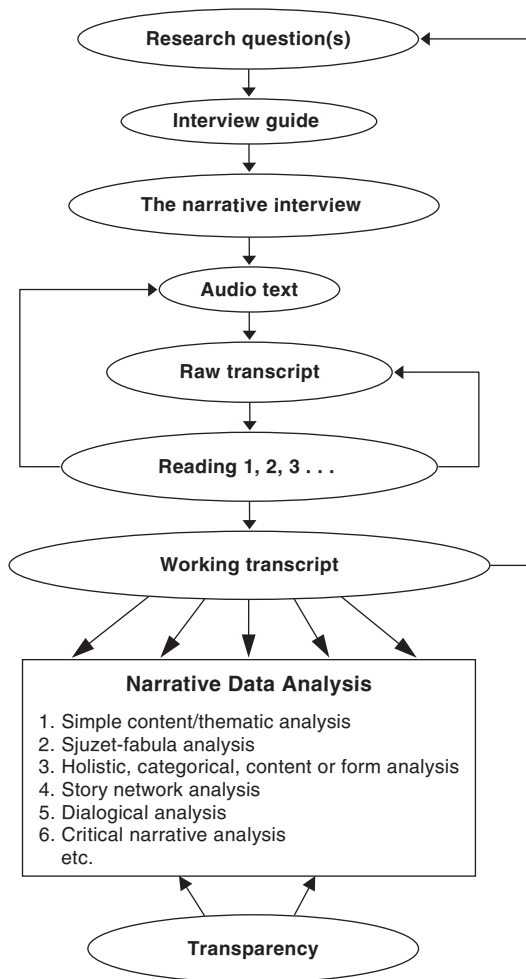 Research question(s)
Interview guide
The narrative interview
Audio text
Raw transcript
Reading 1, 2, 3 . . .
Working transcript
Narrative Data Analysis
1. Simple content/thematic analysis
2. Sjuzet-fabula analysis
3. Holistic, categorical, content or form analysis
4. Story network analysis
5. Dialogical analysis
6. Critical narrative analysis
etc.
Transparency